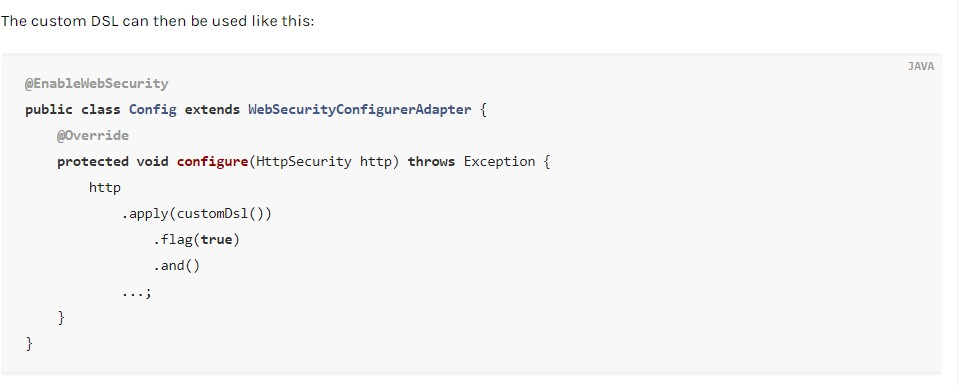 The custom DSL can then be used like this:
JAVA
@EnableWebSecurity
public class Config extends WebSecurityConfigurerAdapter {
    @Override
    protected void configure(HttpSecurity http) throws Exception {
        http
            .apply(customDsl())
                .flag(true)
                .and()
            ...;
    }
}